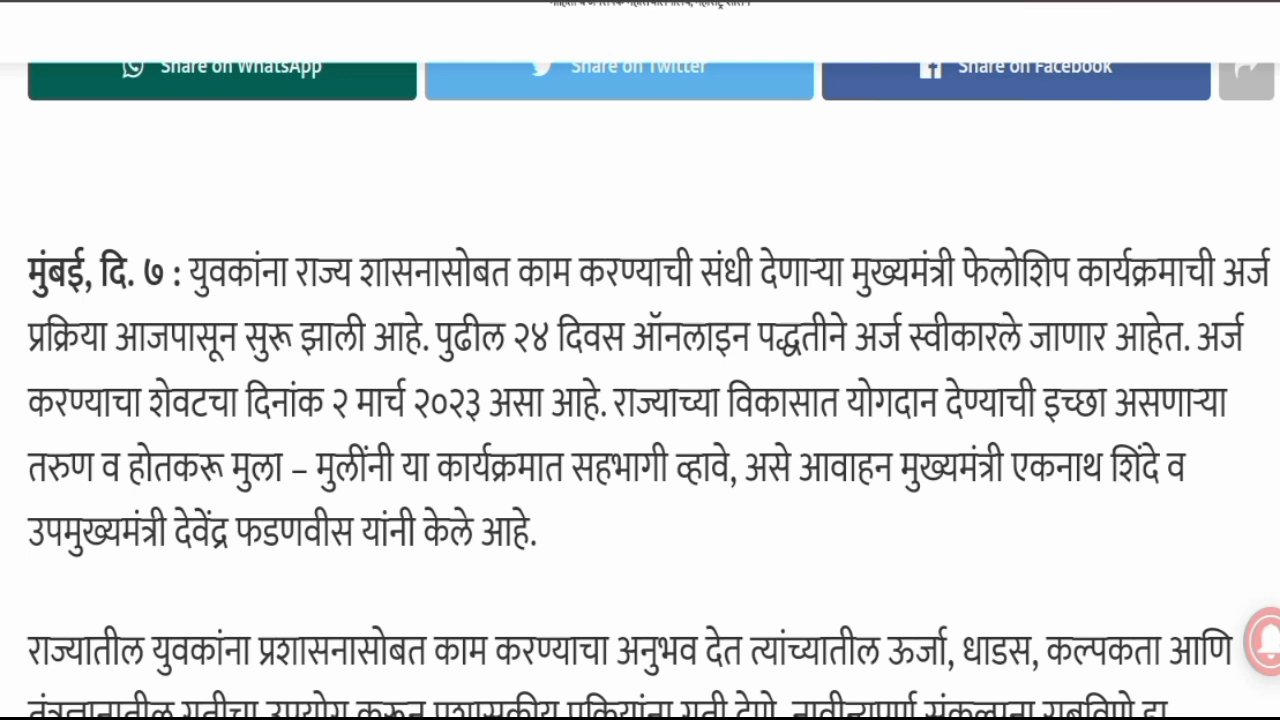 Share on WhatsApp Share on Twitter Share on Facebook
मुंबई, दि. ७ : युवकांना राज्य शासनासोबत काम करण्याची संधी देणाऱ्या मुख्यमंत्री फेलोशिप कार्यक्रमाची अर्ज
प्रक्रिया आजपासून सुरू झाली आहे. पुढील २४ दिवस ऑनलाइन पद्धतीने अर्ज स्वीकारले जाणार आहेत. अर्ज
करण्याचा शेवटचा दिनांक २ मार्च २०२३ असा आहे. राज्याच्या विकासात योगदान देण्याची इच्छा असणाऱ्या
तरुण व होतकरू मुला – मुलींनी या कार्यक्रमात सहभागी व्हावे, असे आवाहन मुख्यमंत्री एकनाथ शिंदे व
उपमुख्यमंत्री देवेंद्र फडणवीस यांनी केले आहे.
राज्यातील युवकांना प्रशासनासोबत काम करण्याचा अनुभव देत त्यांच्यातील ऊर्जा, धाडस, कल्पकता आणि